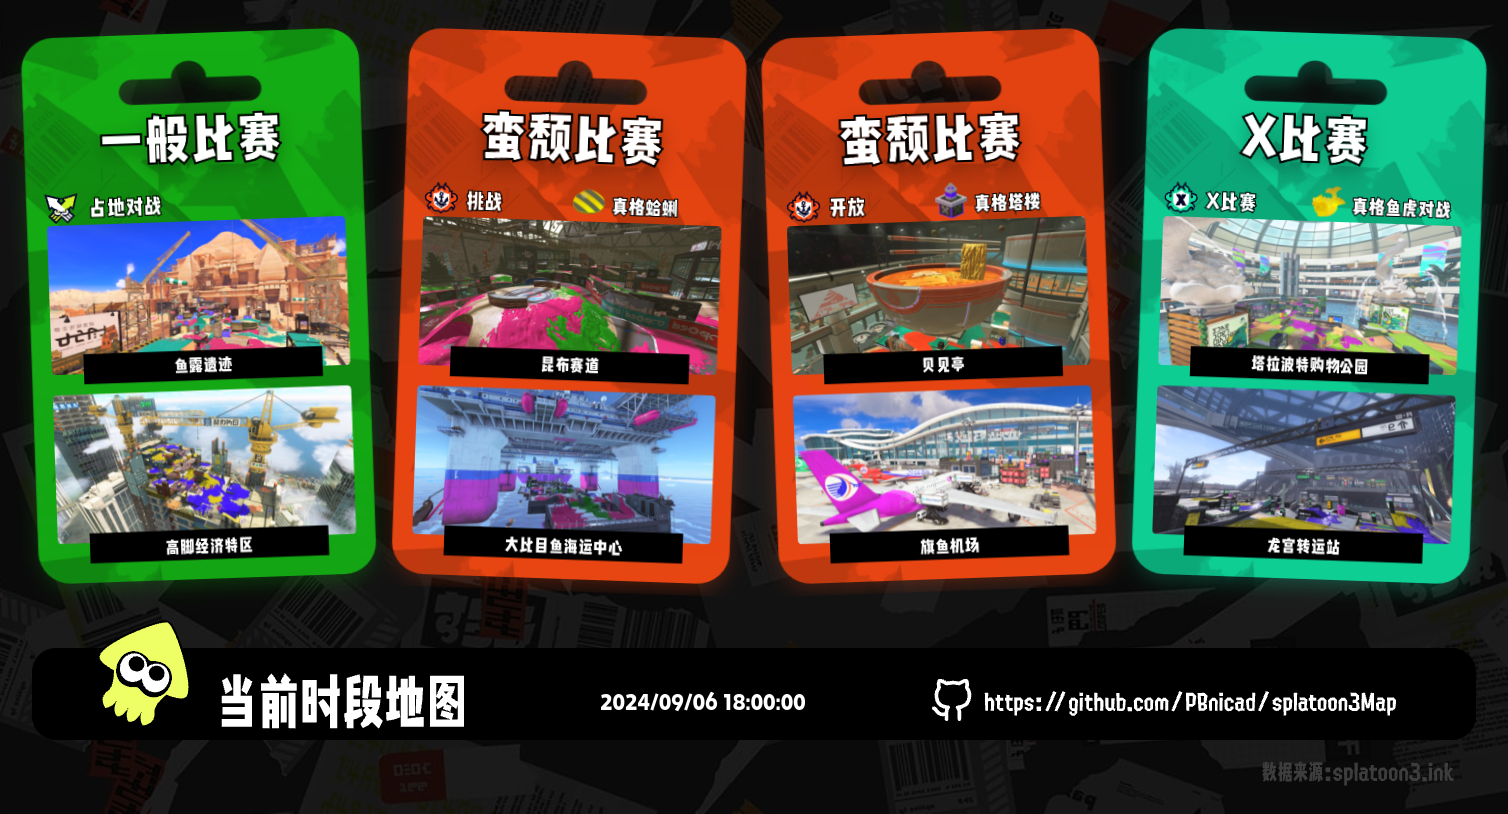 一般比赛
占地对战
鱼露遗迹
高脚经济特区
蛮颓比赛
挑战
真格蛤蜊
昆布赛道
大比目鱼海运中心
蛮颓比赛
开放
真格塔楼
贝见亭
旗鱼机场
X比赛
X比赛
真格鱼虎对战
塔拉波特购物公园
龙宫转运站
当前时段地图
2024/09/06 18:00:00
https://github.com/PBnicad/splatoon3Map
数据来源:splatoon3.ink